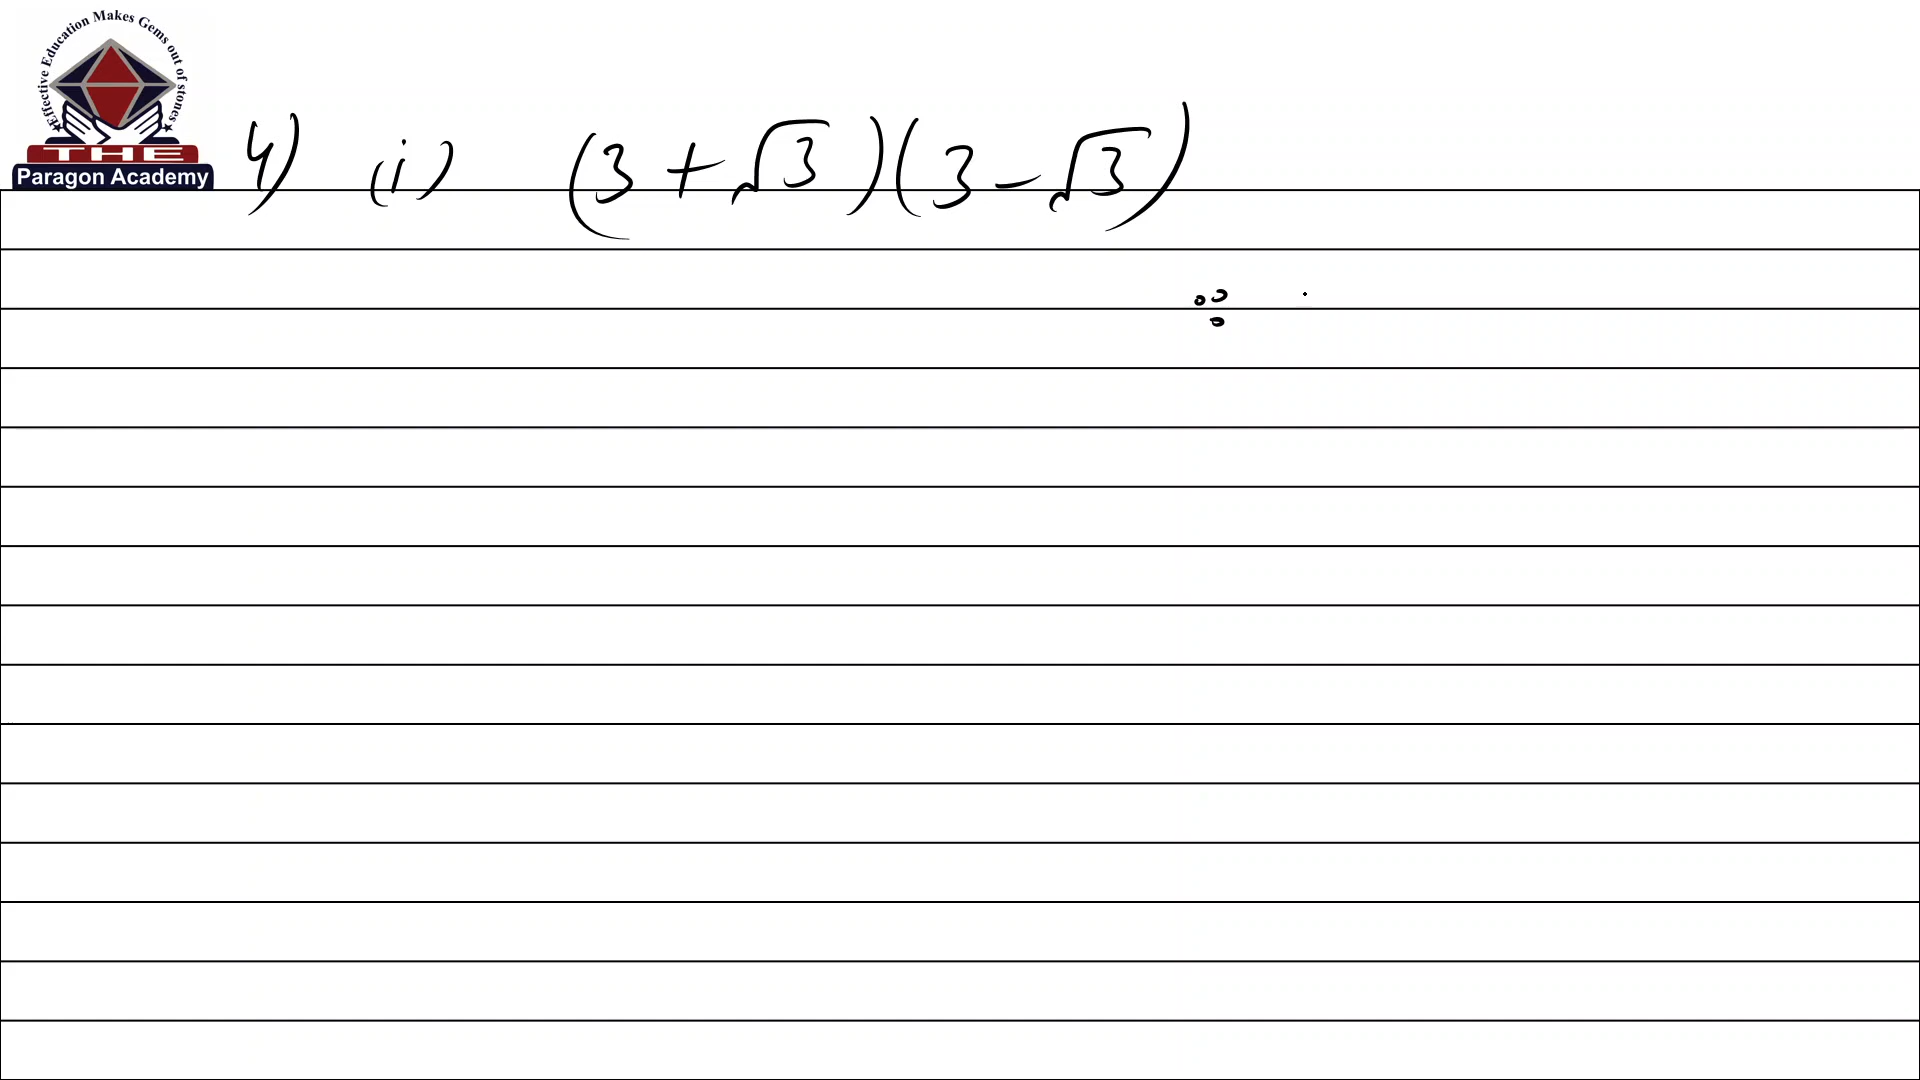 Effective Education Makes Gems out of stones
THE
Paragon Academy
4) (i) (3 + √3)(3 - √3)
∵